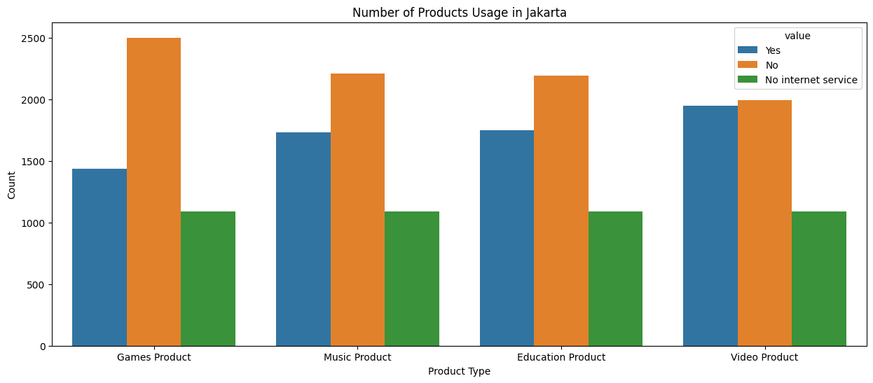 Number of Products Usage in Jakarta
value
Yes
No
No internet service
Count
2500
2000
1500
1000
500
0
Games Product
Music Product
Education Product
Video Product
Product Type